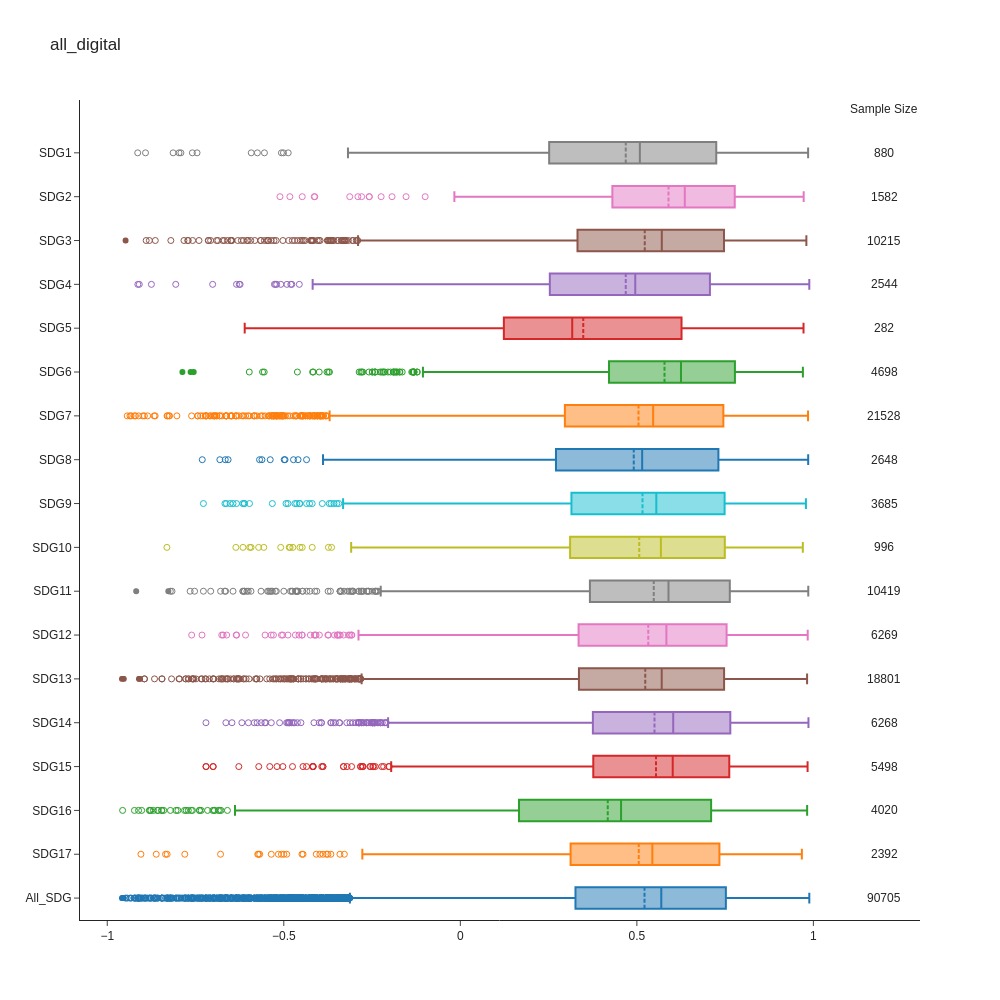 all_digital
Sample Size
SDG1 880
SDG2 1582
SDG3 10215
SDG4 2544
SDG5 282
SDG6 4698
SDG7 21528
SDG8 2648
SDG9 3685
SDG10 996
SDG11 10419
SDG12 6269
SDG13 18801
SDG14 6268
SDG15 5498
SDG16 4020
SDG17 2392
All_SDG 90705
−1 −0.5 0 0.5 1